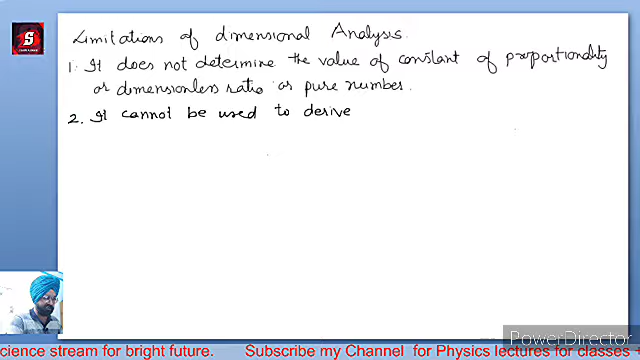 S
Limitations of dimensional Analysis.
1. It does not determine the value of constant of proportionality
or dimensionless ratio or pure number.
2. It cannot be used to derive
PowerDirector
cience stream for bright future. Subscribe my Channel for Physics lectures for classes